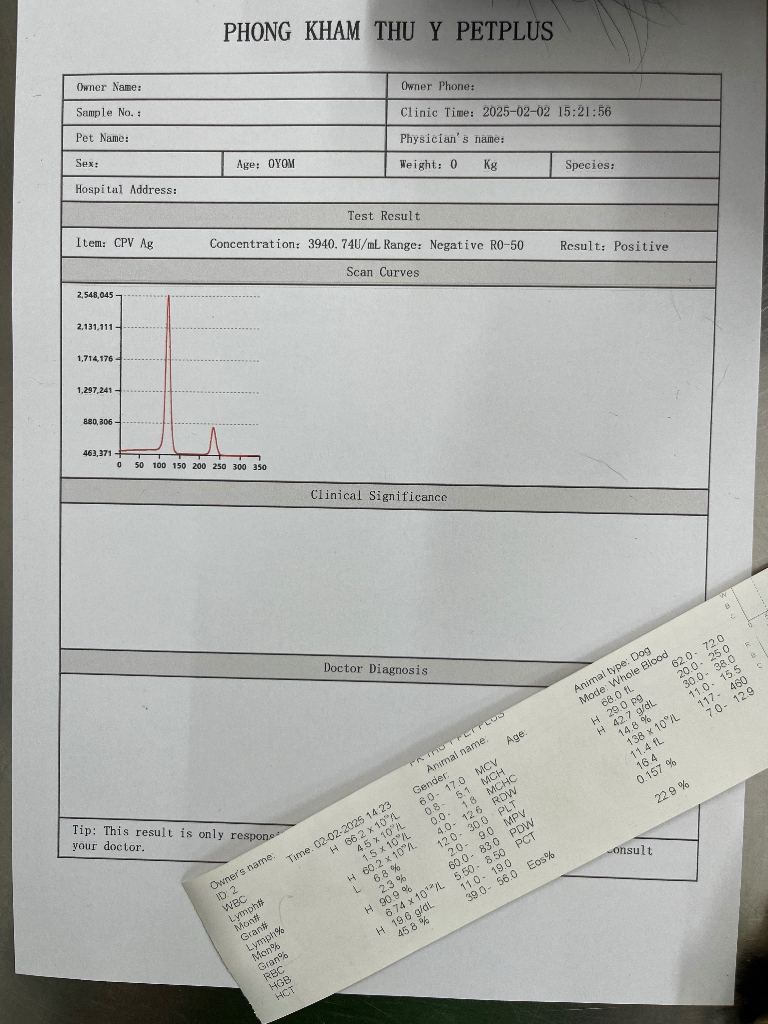 PHONG KHAM THU Y PETPLUS
Owner Name: Owner Phone:
Sample No.: Clinic Time: 2025-02-02 15:21:56
Pet Name: Physician's name:
Sex: Age: 0Y0M Weight: 0 Kg Species:
Hospital Address:
Test Result
Item: CPV Ag Concentration: 3940.74U/mL Range: Negative R0-50 Result: Positive
Scan Curves
2,548,045
2,131,111
1,714,176
1,297,241
880,306
463,371
0 50 100 150 200 250 300 350
Clinical Significance
Doctor Diagnosis
Tip: This result is only
your doctor.
Owner's name: Animal name: Animal type: Dog
ID: 2 Time: 02-02-2025 14:23 Gender: Age: Mode: Whole Blood
WBC H 66.2 x 10⁹/L 6.0- 17.0 MCV 68.0 fL 62.0- 72.0
Lymph# 4.5 x 10⁹/L 0.8- 5.1 MCH H 29.0 pg 20.0- 25.0
Mon# 1.5 x 10⁹/L 0.0- 1.8 MCHC H 42.7 g/dL 30.0- 38.0
Gran# H 60.2 x 10⁹/L 4.0- 12.6 RDW 14.8 % 11.0- 15.5
Lymph% L 6.8 % 12.0- 30.0 PLT 138 x 10⁹/L 117- 460
Mon% 2.3 % 2.0- 9.0 MPV 11.4 fL 7.0- 12.9
Gran% H 90.9 % 60.0- 83.0 PDW 16.4
RBC 6.74 x 10¹²/L 5.50- 8.50 PCT 0.157 %
HGB H 19.6 g/dL 11.0- 19.0
HCT 45.8 % 39.0- 56.0 Eos% 22.9 %